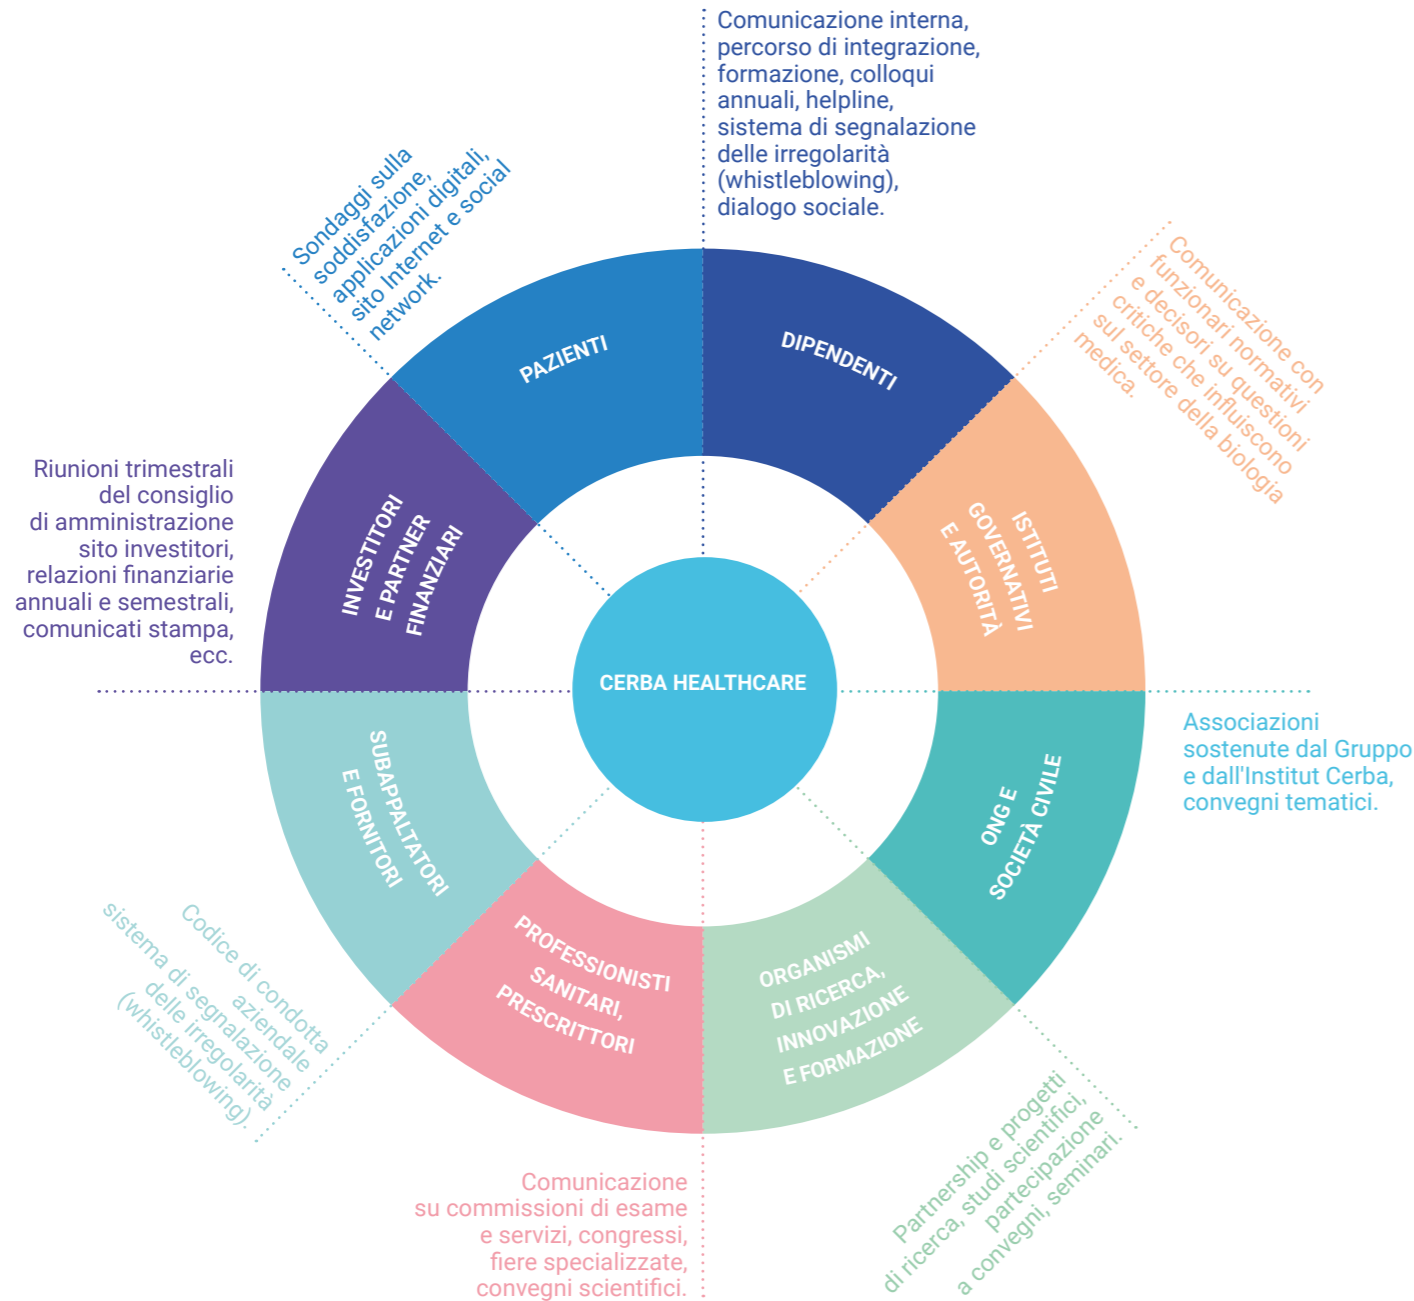 Comunicazione interna,
percorso di integrazione,
formazione, colloqui
annuali, helpline,
sistema di segnalazione
delle irregolarità
(whistleblowing),
dialogo sociale.
DIPENDENTI
Comunicazione con
funzionari normativi
e decisori su questioni
critiche che influiscono
sul settore della biologia
medica.
ISTITUTI
GOVERNATIVI
E AUTORITÀ
Associazioni
sostenute dal Gruppo
e dall'Institut Cerba,
convegni tematici.
ONG E
SOCIETÀ CIVILE
Partnership e progetti
di ricerca, studi scientifici,
partecipazione
a convegni, seminari.
ORGANISMI
DI RICERCA,
INNOVAZIONE
E FORMAZIONE
Comunicazione
su commissioni di esame
e servizi, congressi,
fiere specializzate,
convegni scientifici.
PROFESSIONISTI
SANITARI,
PRESCRITTORI
Codice di condotta
aziendale
sistema di segnalazione
delle irregolarità
(whistleblowing).
SUBAPPALTATORI
E FORNITORI
Riunioni trimestrali
del consiglio
di amministrazione
sito investitori,
relazioni finanziarie
annuali e semestrali,
comunicati stampa,
ecc.
INVESTITORI
E PARTNER
FINANZIARI
Sondaggi sulla
soddisfazione,
applicazioni digitali,
sito Internet e social
network.
PAZIENTI
CERBA HEALTHCARE